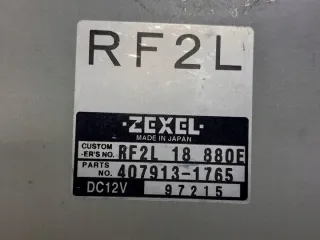 RF2L
·ZEXEL·
MADE IN JAPAN
CUSTOM
-ER'S NO. RF2L 18 880E
PARTS
NO. 407913-1765
DC12V 97215